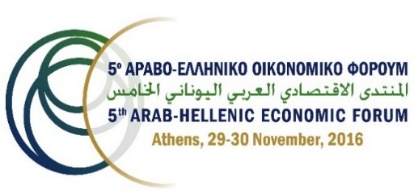 5º ΑΡΑΒΟ-ΕΛΛΗΝΙΚΟ ΟΙΚΟΝΟΜΙΚΟ ΦΟΡΟΥΜ
المنتدى الاقتصادي العربي اليوناني الخامس
5th ARAB-HELLENIC ECONOMIC FORUM
Athens, 29-30 November, 2016